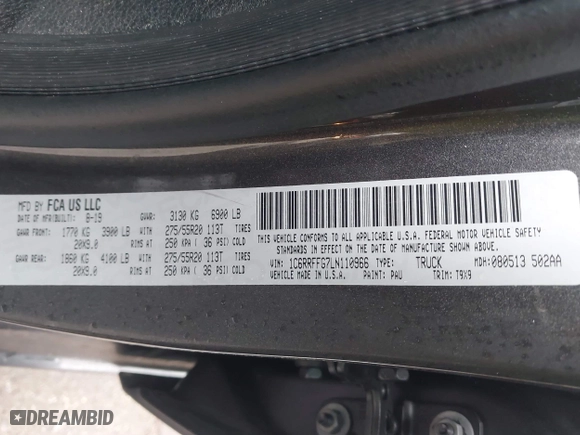 MFD BY FCA US LLC
DATE OF MFR(BUILT): 8-19 GVWR: 3130 KG 6900 LB
GAWR FRONT: 1770 KG 3900 LB WITH 275/55R20 113T TIRES
20X9.0 RIMS AT 250 KPA ( 36 PSI) COLD
GAWR REAR: 1860 KG 4100 LB WITH 275/55R20 113T TIRES
20X9.0 RIMS AT 250 KPA ( 36 PSI) COLD
THIS VEHICLE CONFORMS TO ALL APPLICABLE U.S.A. FEDERAL MOTOR VEHICLE SAFETY
STANDARDS IN EFFECT ON THE DATE OF MANUFACTURE SHOWN ABOVE.
VIN: 1C6RRFFG7LN110966 TYPE: TRUCK MDH: 080513 502AA
VEHICLE MADE IN U.S.A. PAINT: PAU TRIM: T9X9
DREAMBID